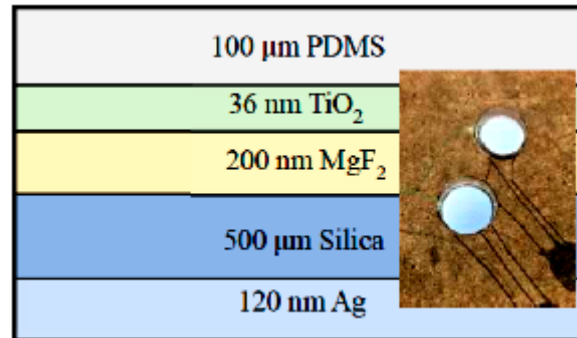 100 μm PDMS
36 nm TiO₂
200 nm MgF₂
500 μm Silica
120 nm Ag